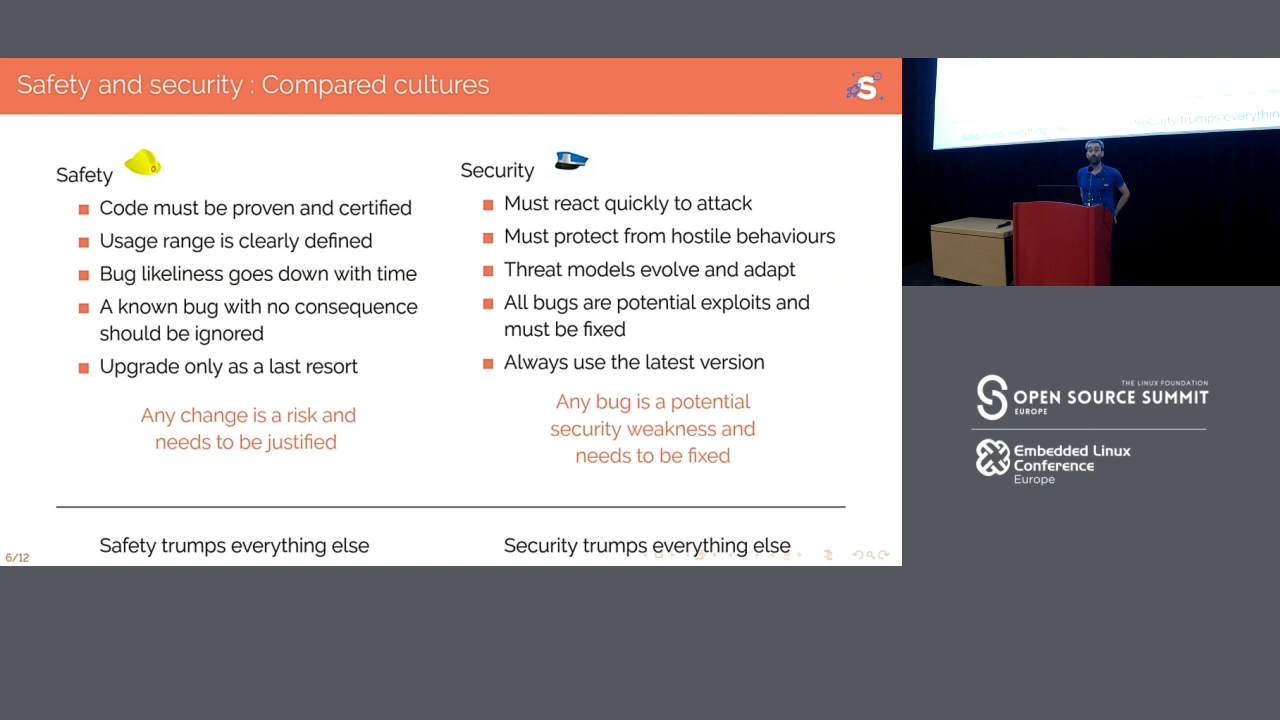 Safety and security : Compared cultures
S
Safety
Code must be proven and certified
Usage range is clearly defined
Bug likeliness goes down with time
A known bug with no consequence
should be ignored
Upgrade only as a last resort
Any change is a risk and
needs to be justified
Security
Must react quickly to attack
Must protect from hostile behaviours
Threat models evolve and adapt
All bugs are potential exploits and
must be fixed
Always use the latest version
Any bug is a potential
security weakness and
needs to be fixed
Safety trumps everything else
Security trumps everything else
6/12
Security trumps everythin
THE LINUX FOUNDATION
OPEN SOURCE SUMMIT
EUROPE
Embedded Linux
Conference
Europe